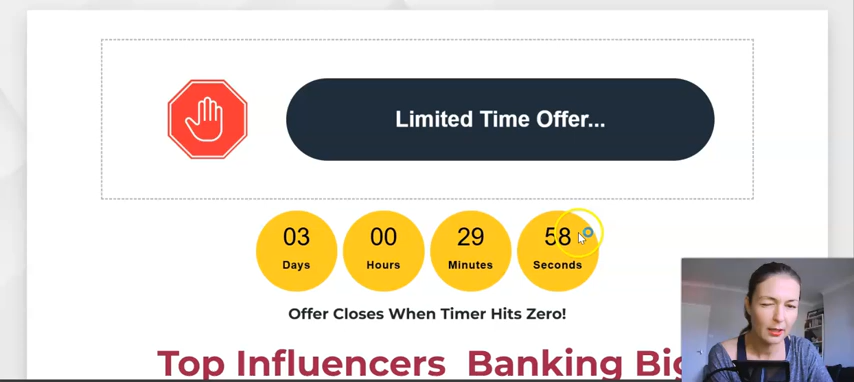 Limited Time Offer...
03 00 29 58
Days Hours Minutes Seconds
Offer Closes When Timer Hits Zero!
Top Influencers Banking Big